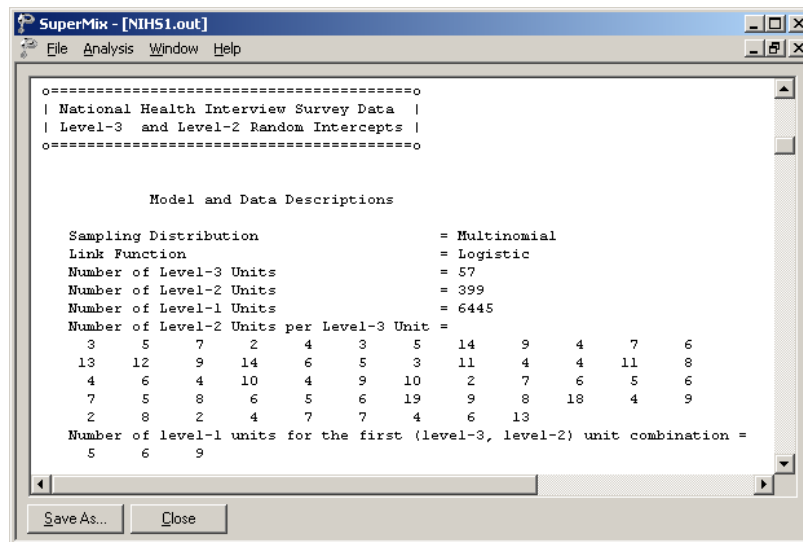 SuperMix - [NIHS1.out]
File Analysis Window Help
o=========================================o
| National Health Interview Survey Data |
| Level-3 and Level-2 Random Intercepts |
o=========================================o
Model and Data Descriptions
Sampling Distribution = Multinomial
Link Function = Logistic
Number of Level-3 Units = 57
Number of Level-2 Units = 399
Number of Level-1 Units = 6445
Number of Level-2 Units per Level-3 Unit =
3 5 7 2 4 3 5 14 9 4 7 6
13 12 9 14 6 5 3 11 4 4 11 8
4 6 4 10 4 9 10 2 7 6 5 6
7 5 8 6 5 6 19 9 8 18 4 9
2 8 2 4 7 7 4 6 13
Number of level-1 units for the first (level-3, level-2) unit combination =
5 6 9
Save As... Close